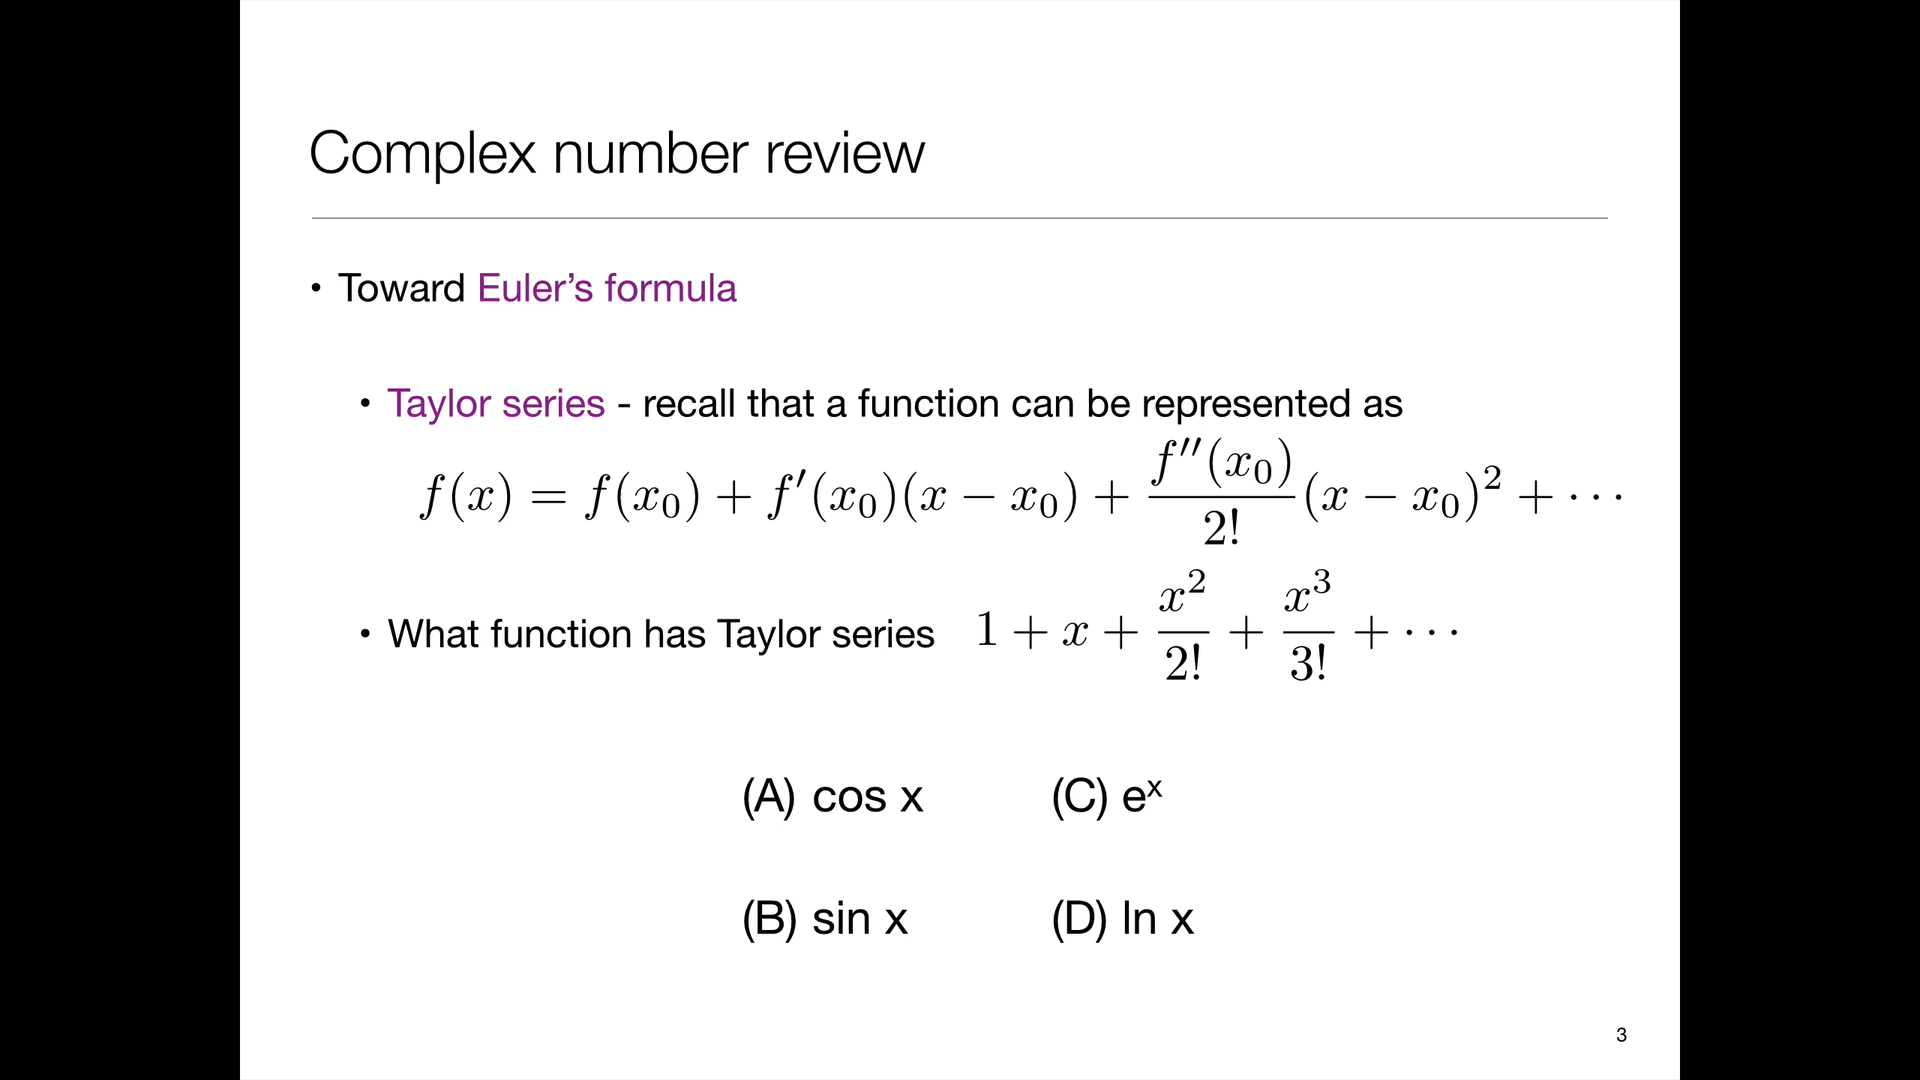 Complex number review
• Toward Euler’s formula
• Taylor series - recall that a function can be represented as
f(x) = f(x₀) + f′(x₀)(x − x₀) + f″(x₀)/2! (x − x₀)² + ⋯
• What function has Taylor series 1 + x + x²/2! + x³/3! + ⋯
(A) cos x (C) eˣ
(B) sin x (D) ln x
3